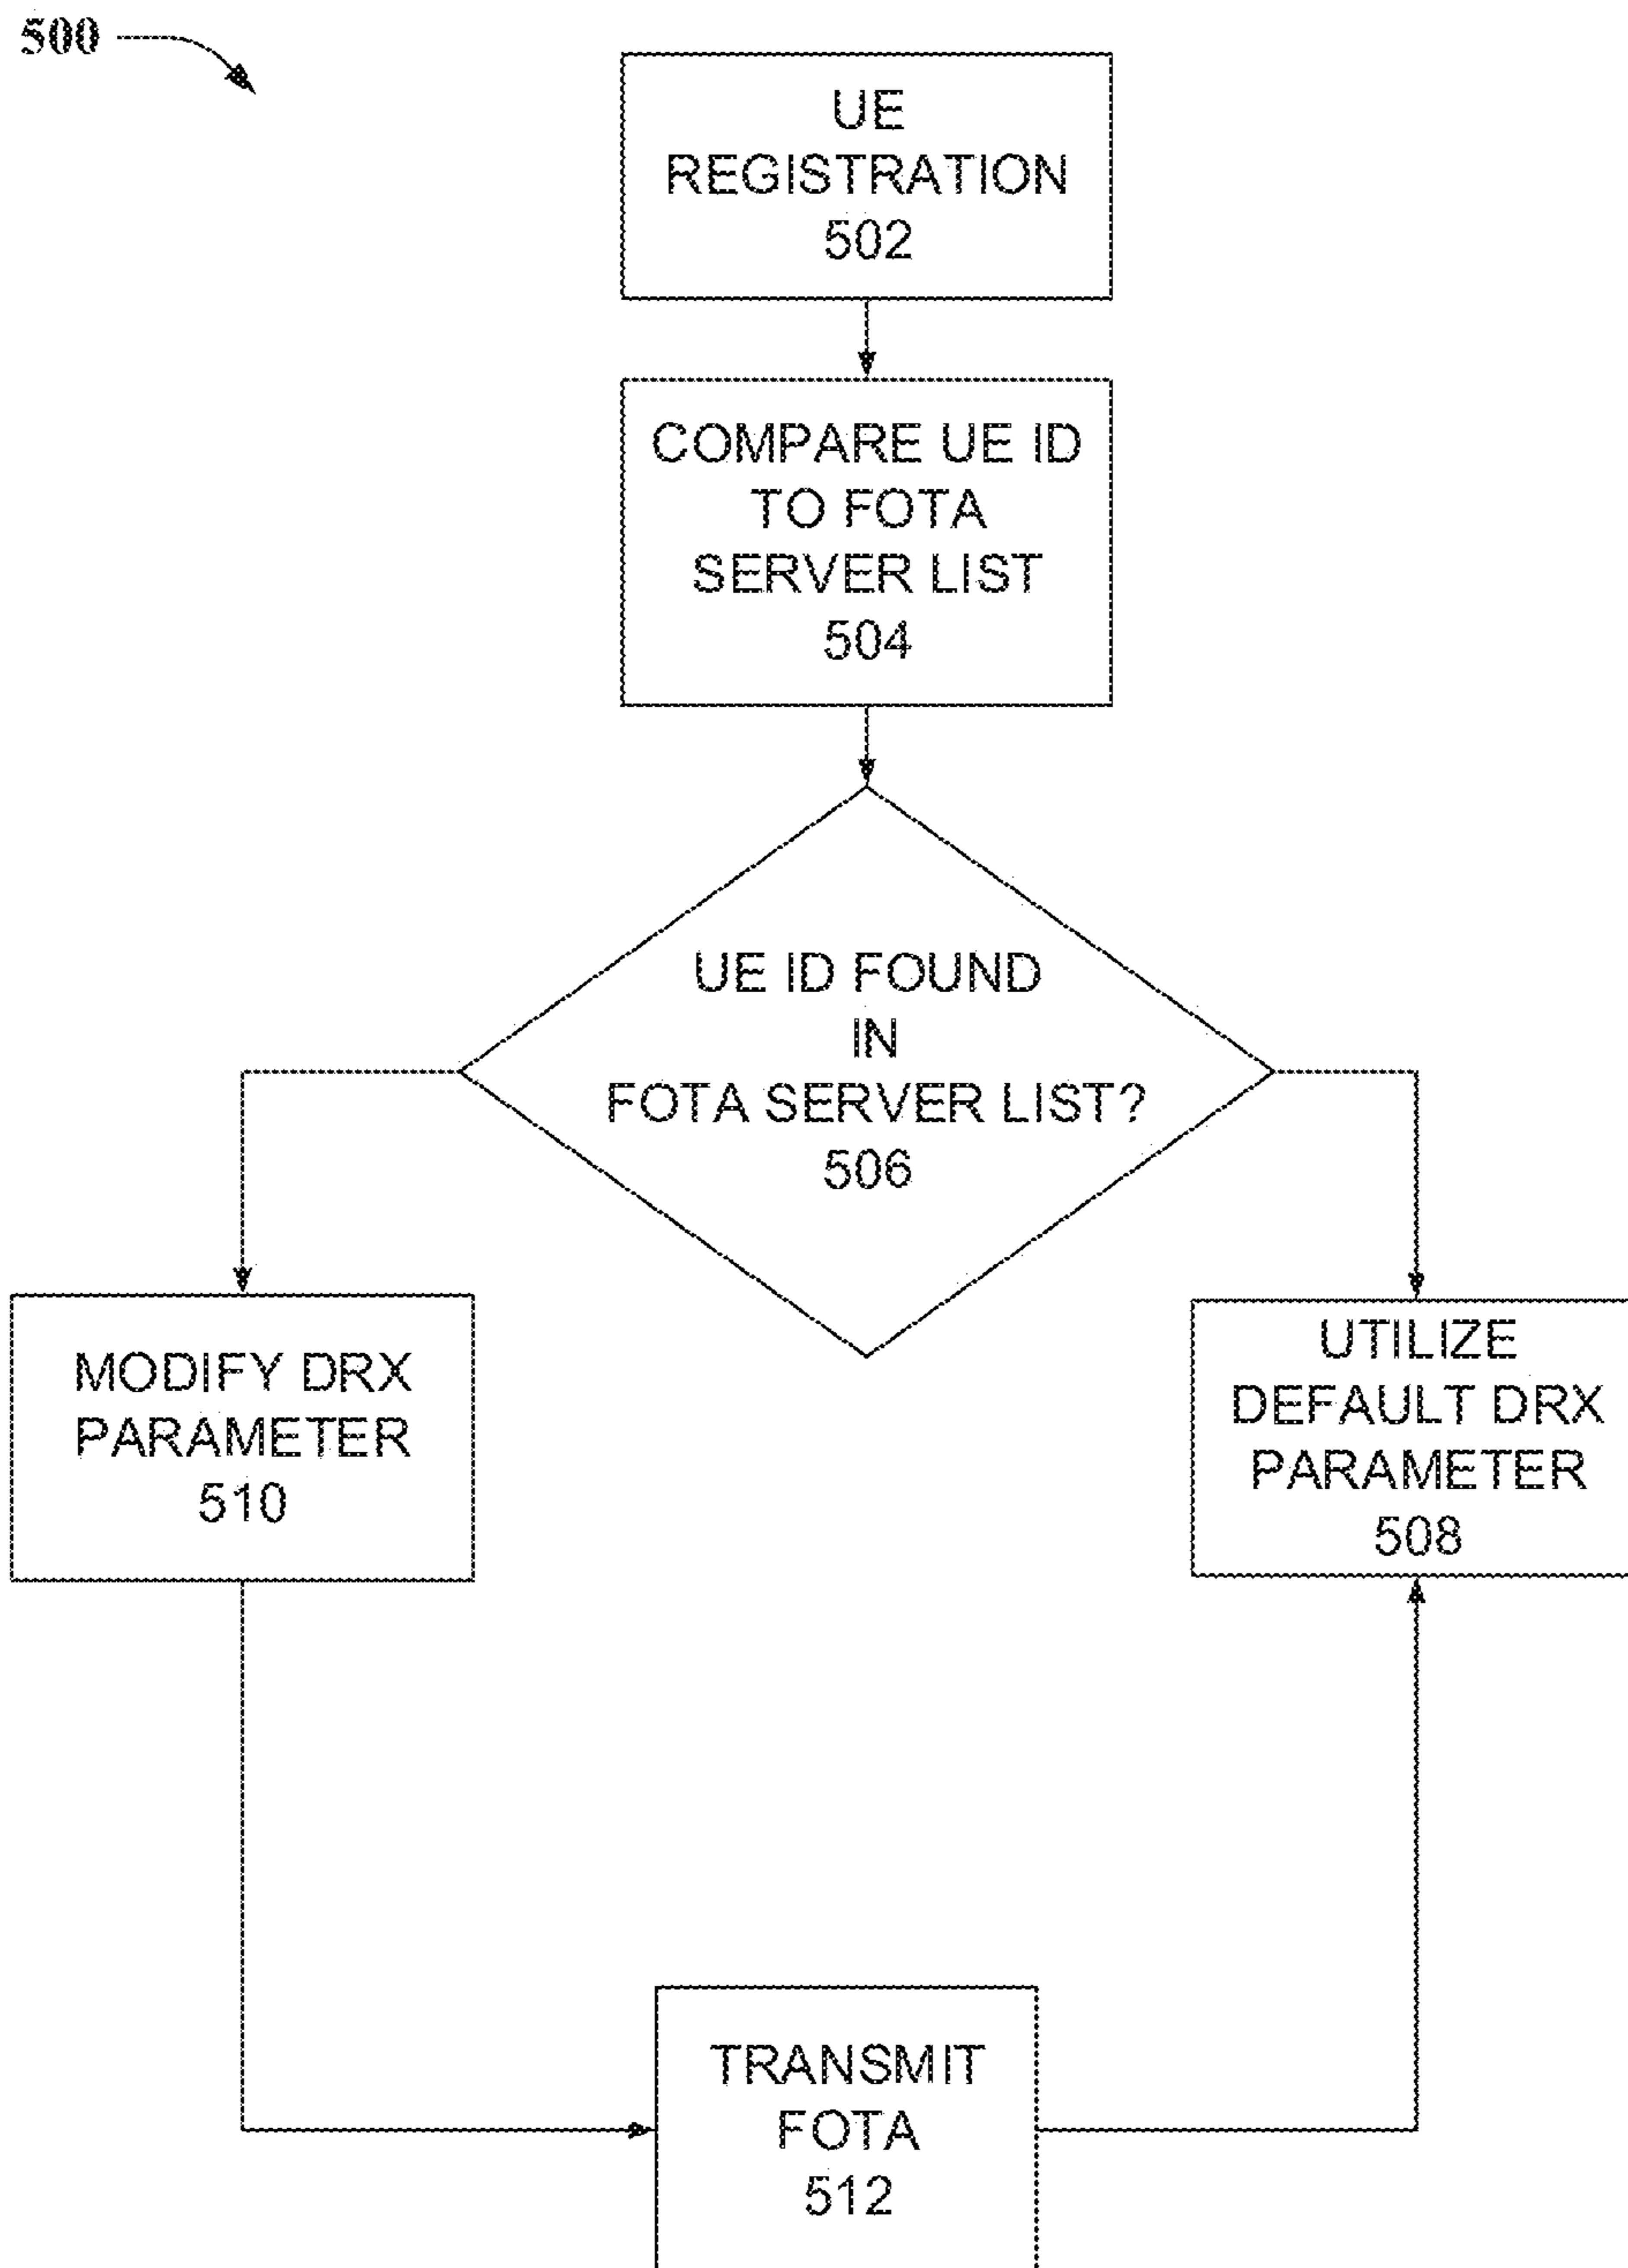 500
UE
REGISTRATION
502
COMPARE UE ID
TO FOTA
SERVER LIST
504
UE ID FOUND
IN
FOTA SERVER LIST?
506
MODIFY DRX
PARAMETER
510
UTILIZE
DEFAULT DRX
PARAMETER
508
TRANSMIT
FOTA
512